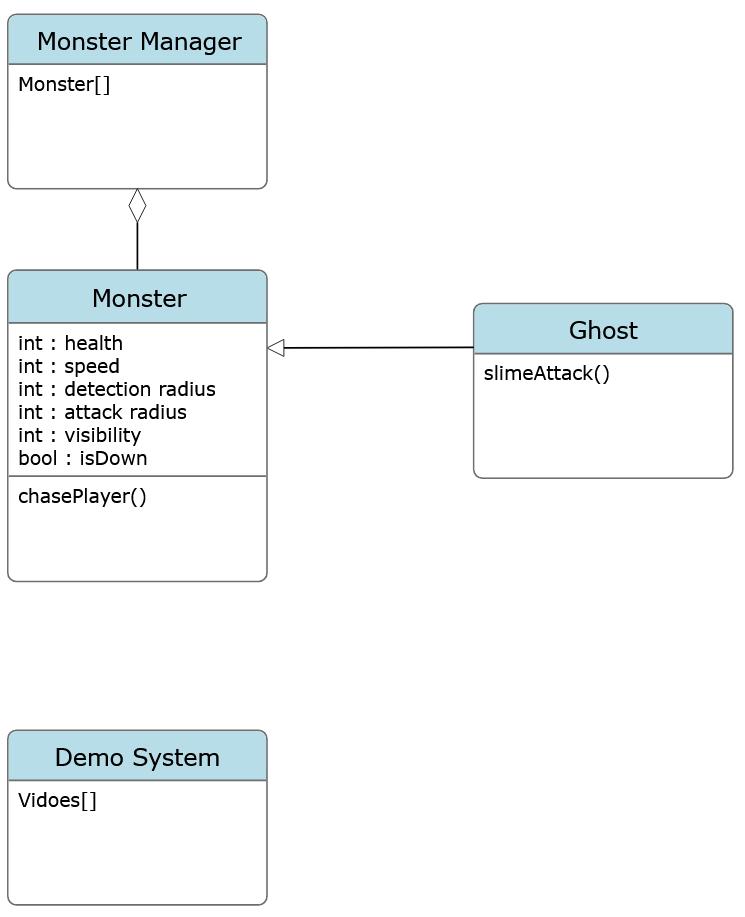 Monster Manager
Monster[]
Monster
int : health
int : speed
int : detection radius
int : attack radius
int : visibility
bool : isDown
chasePlayer()
Ghost
slimeAttack()
Demo System
Vidoes[]